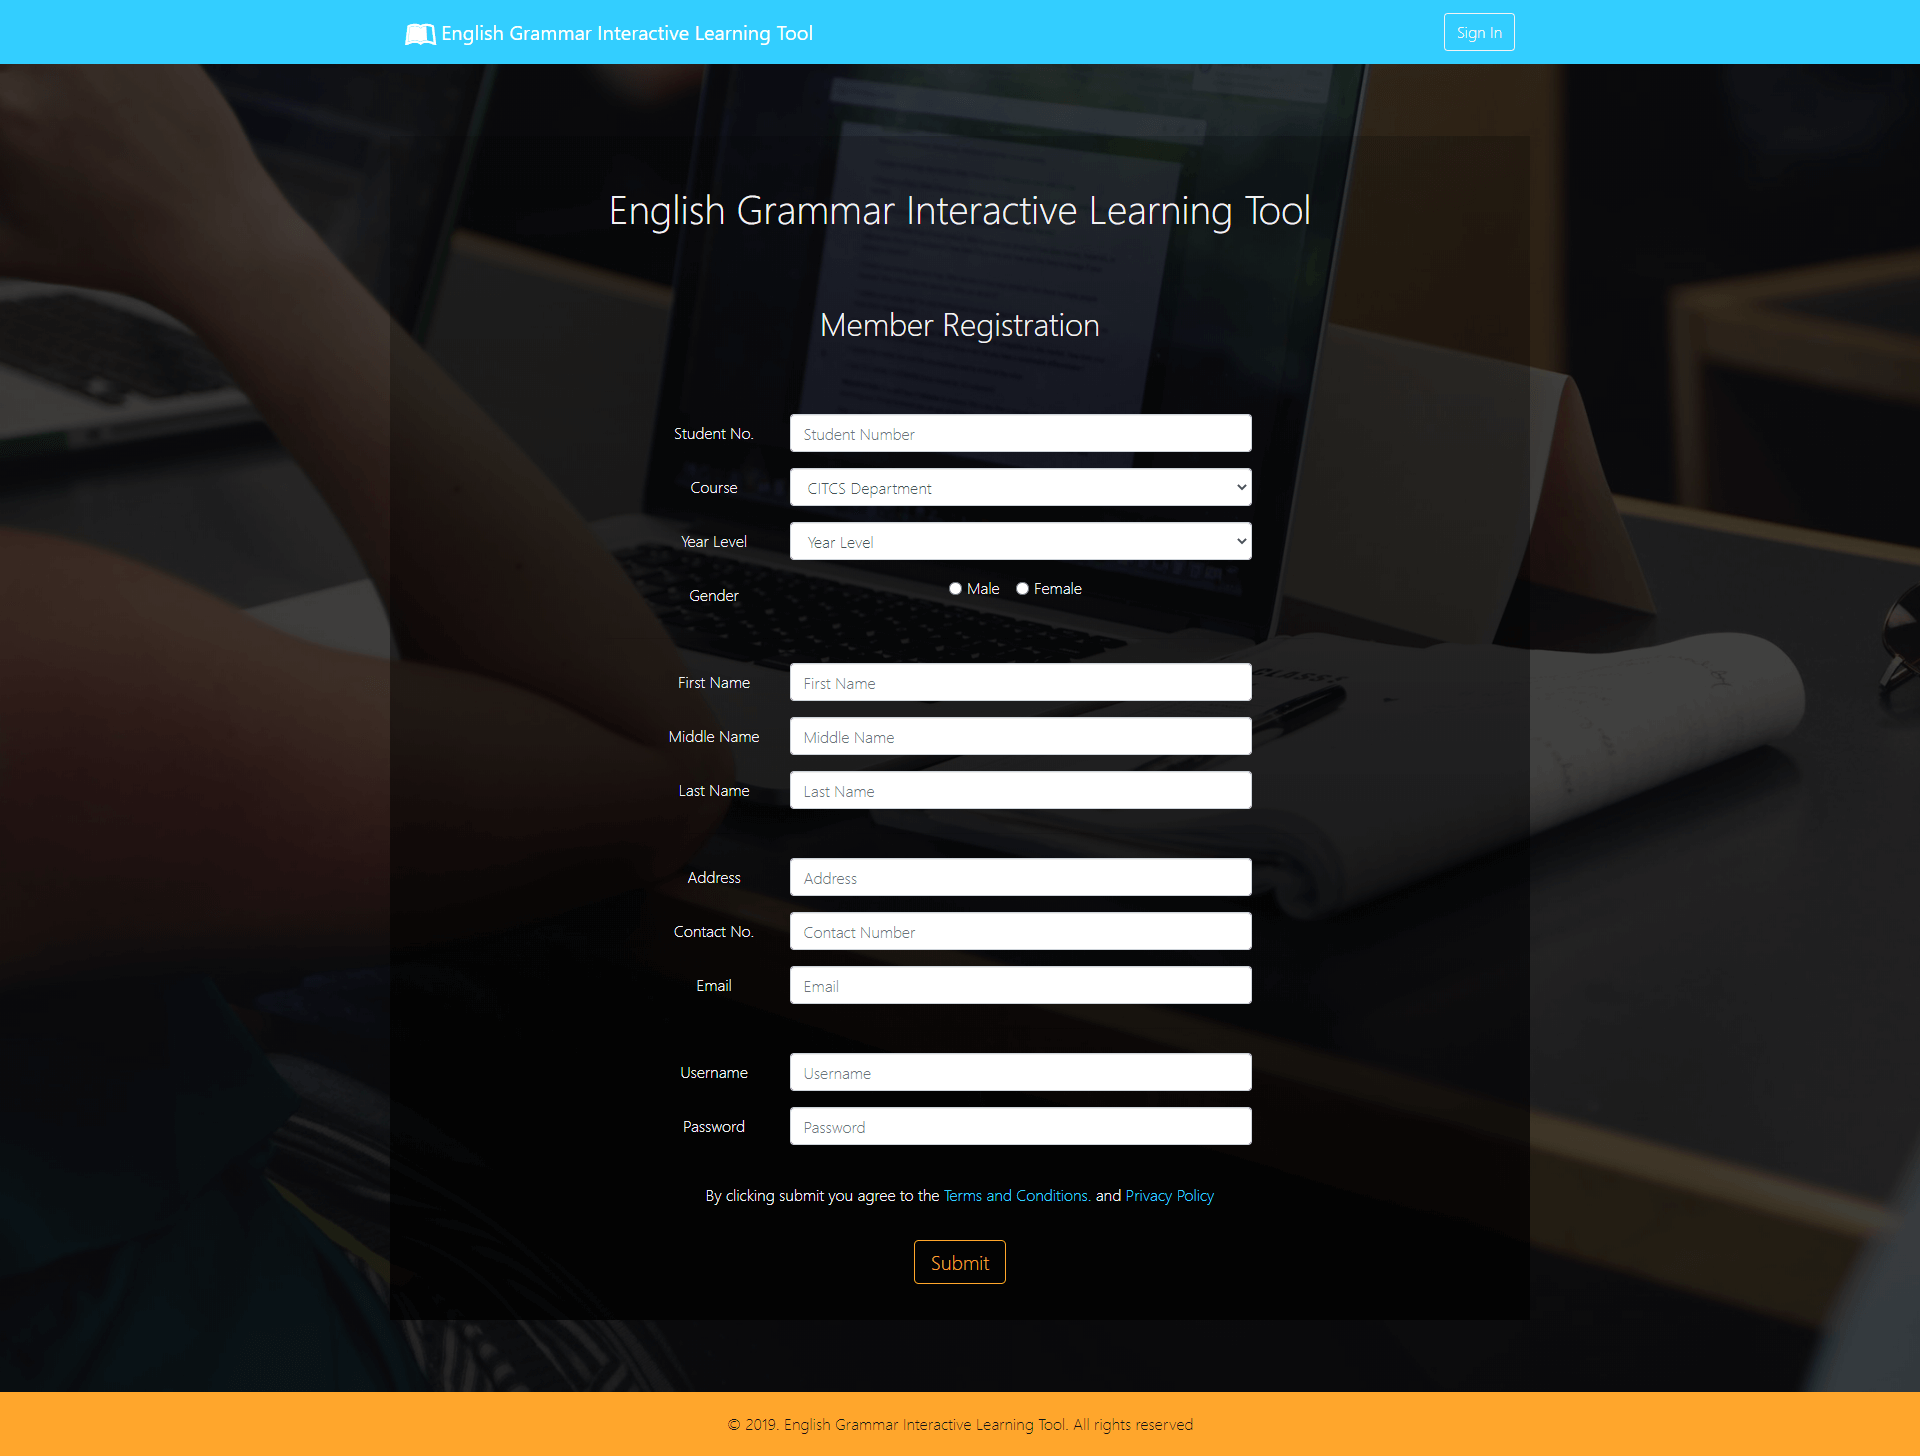 English Grammar Interactive Learning Tool
Sign In
English Grammar Interactive Learning Tool
Member Registration
Student No.
Student Number
Course
CITCS Department
Year Level
Year Level
Gender
Male
Female
First Name
First Name
Middle Name
Middle Name
Last Name
Last Name
Address
Address
Contact No.
Contact Number
Email
Email
Username
Username
Password
Password
By clicking submit you agree to the Terms and Conditions. and Privacy Policy
Submit
© 2019. English Grammar Interactive Learning Tool. All rights reserved